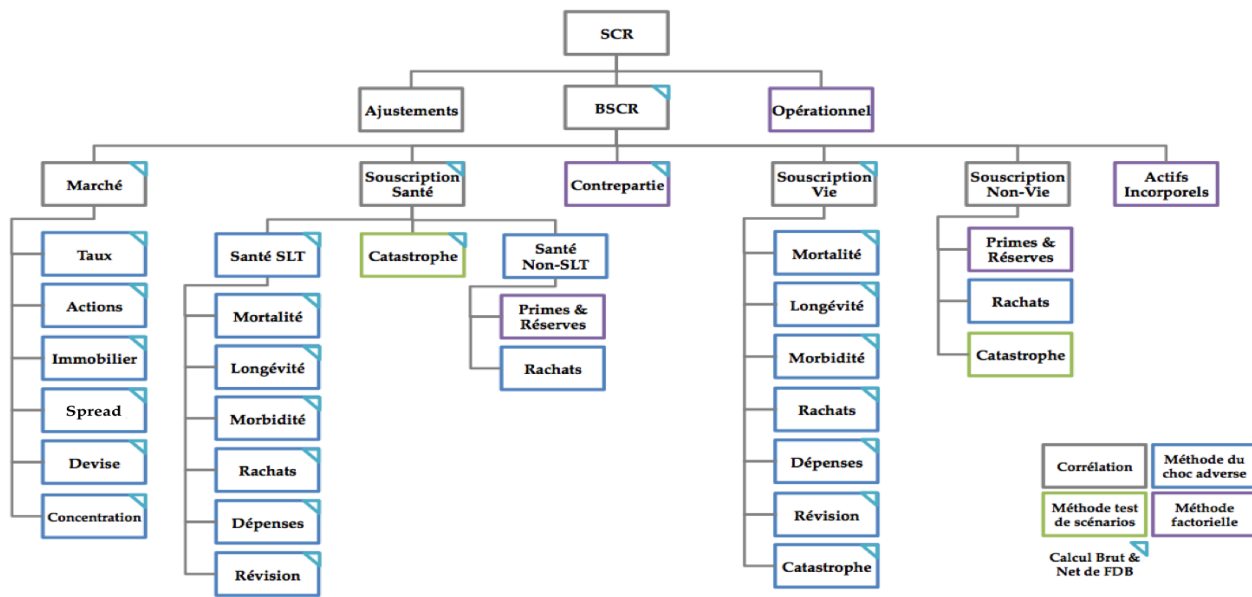 SCR
Ajustements
BSCR
Opérationnel
Marché
Souscription
Santé
Contrepartie
Souscription
Vie
Souscription
Non-Vie
Actifs
Incorporels
Taux
Actions
Immobilier
Spread
Devise
Concentration
Santé SLT
Mortalité
Longévité
Morbidité
Rachats
Dépenses
Révision
Catastrophe
Santé
Non-SLT
Primes &
Réserves
Rachats
Mortalité
Longévité
Morbidité
Rachats
Dépenses
Révision
Catastrophe
Primes &
Réserves
Rachats
Catastrophe
Corrélation
Méthode du
choc adverse
Méthode test
de scénarios
Méthode
factorielle
Calcul Brut &
Net de FDB